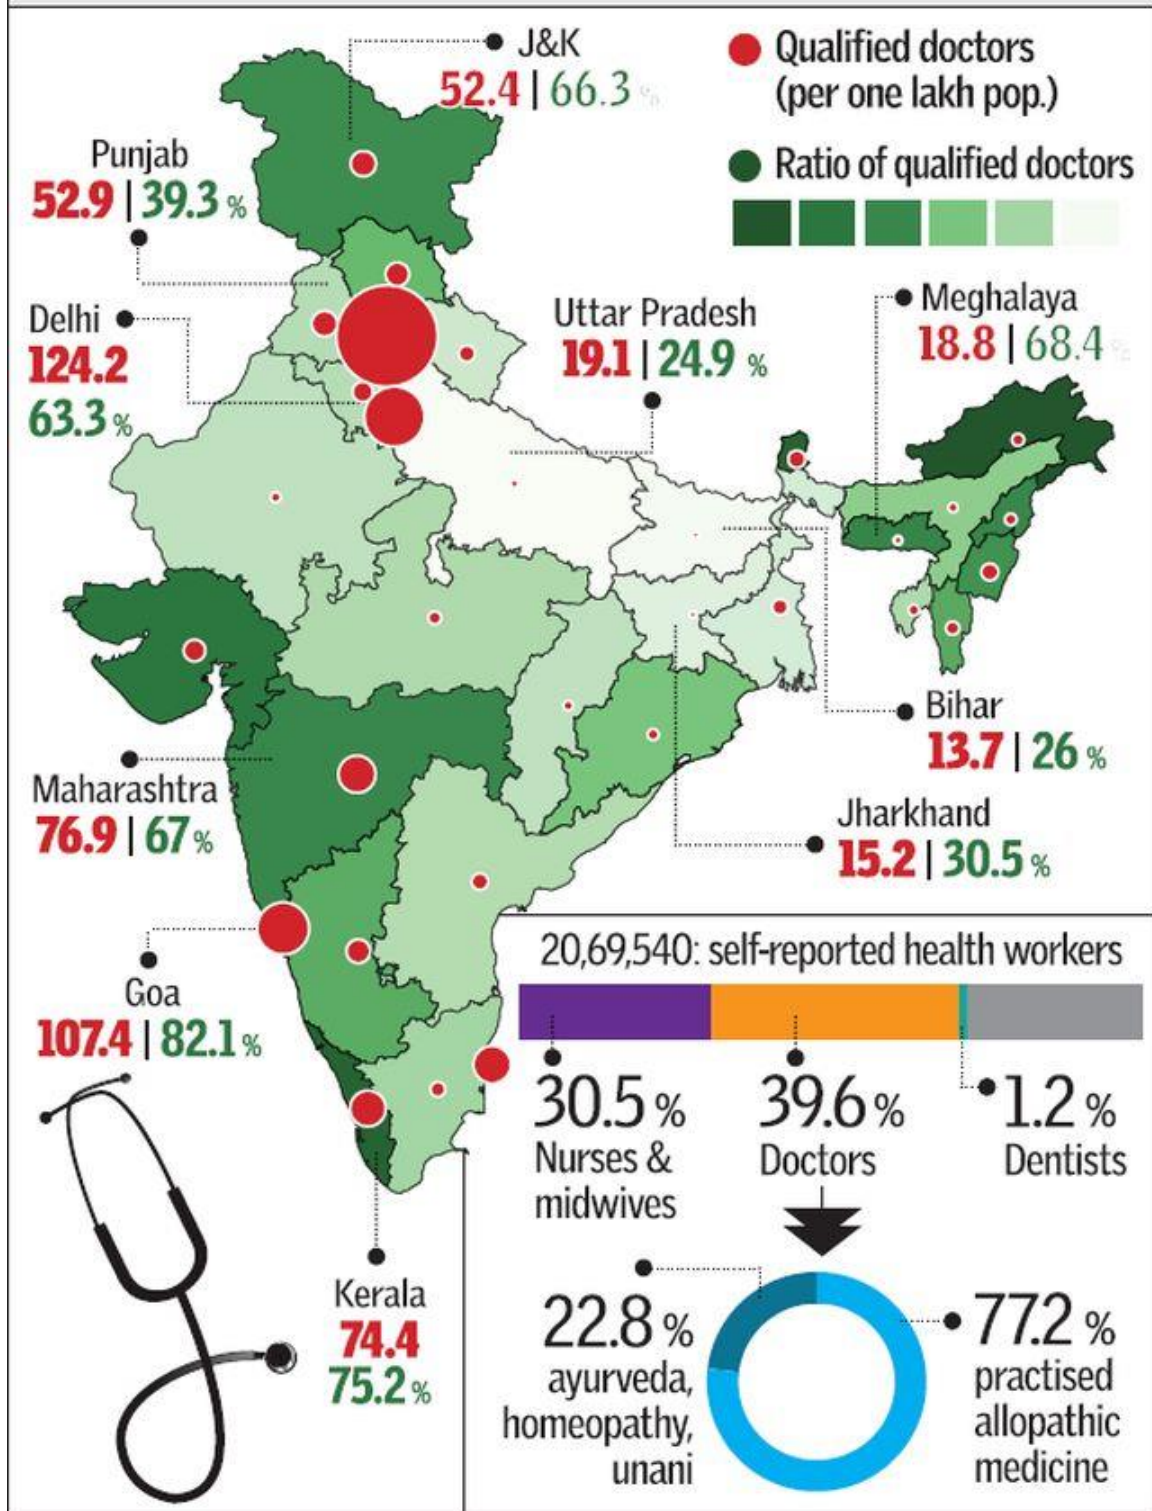 J&K
52.4 | 66.3 %
Qualified doctors
(per one lakh pop.)
Ratio of qualified doctors
Punjab
52.9 | 39.3 %
Delhi
124.2
63.3 %
Uttar Pradesh
19.1 | 24.9 %
Meghalaya
18.8 | 68.4 %
Bihar
13.7 | 26 %
Maharashtra
76.9 | 67 %
Jharkhand
15.2 | 30.5 %
Goa
107.4 | 82.1 %
Kerala
74.4
75.2 %
20,69,540: self-reported health workers
30.5 %
Nurses &
midwives
39.6 %
Doctors
1.2 %
Dentists
22.8 %
ayurveda,
homeopathy,
unani
77.2 %
practised
allopathic
medicine